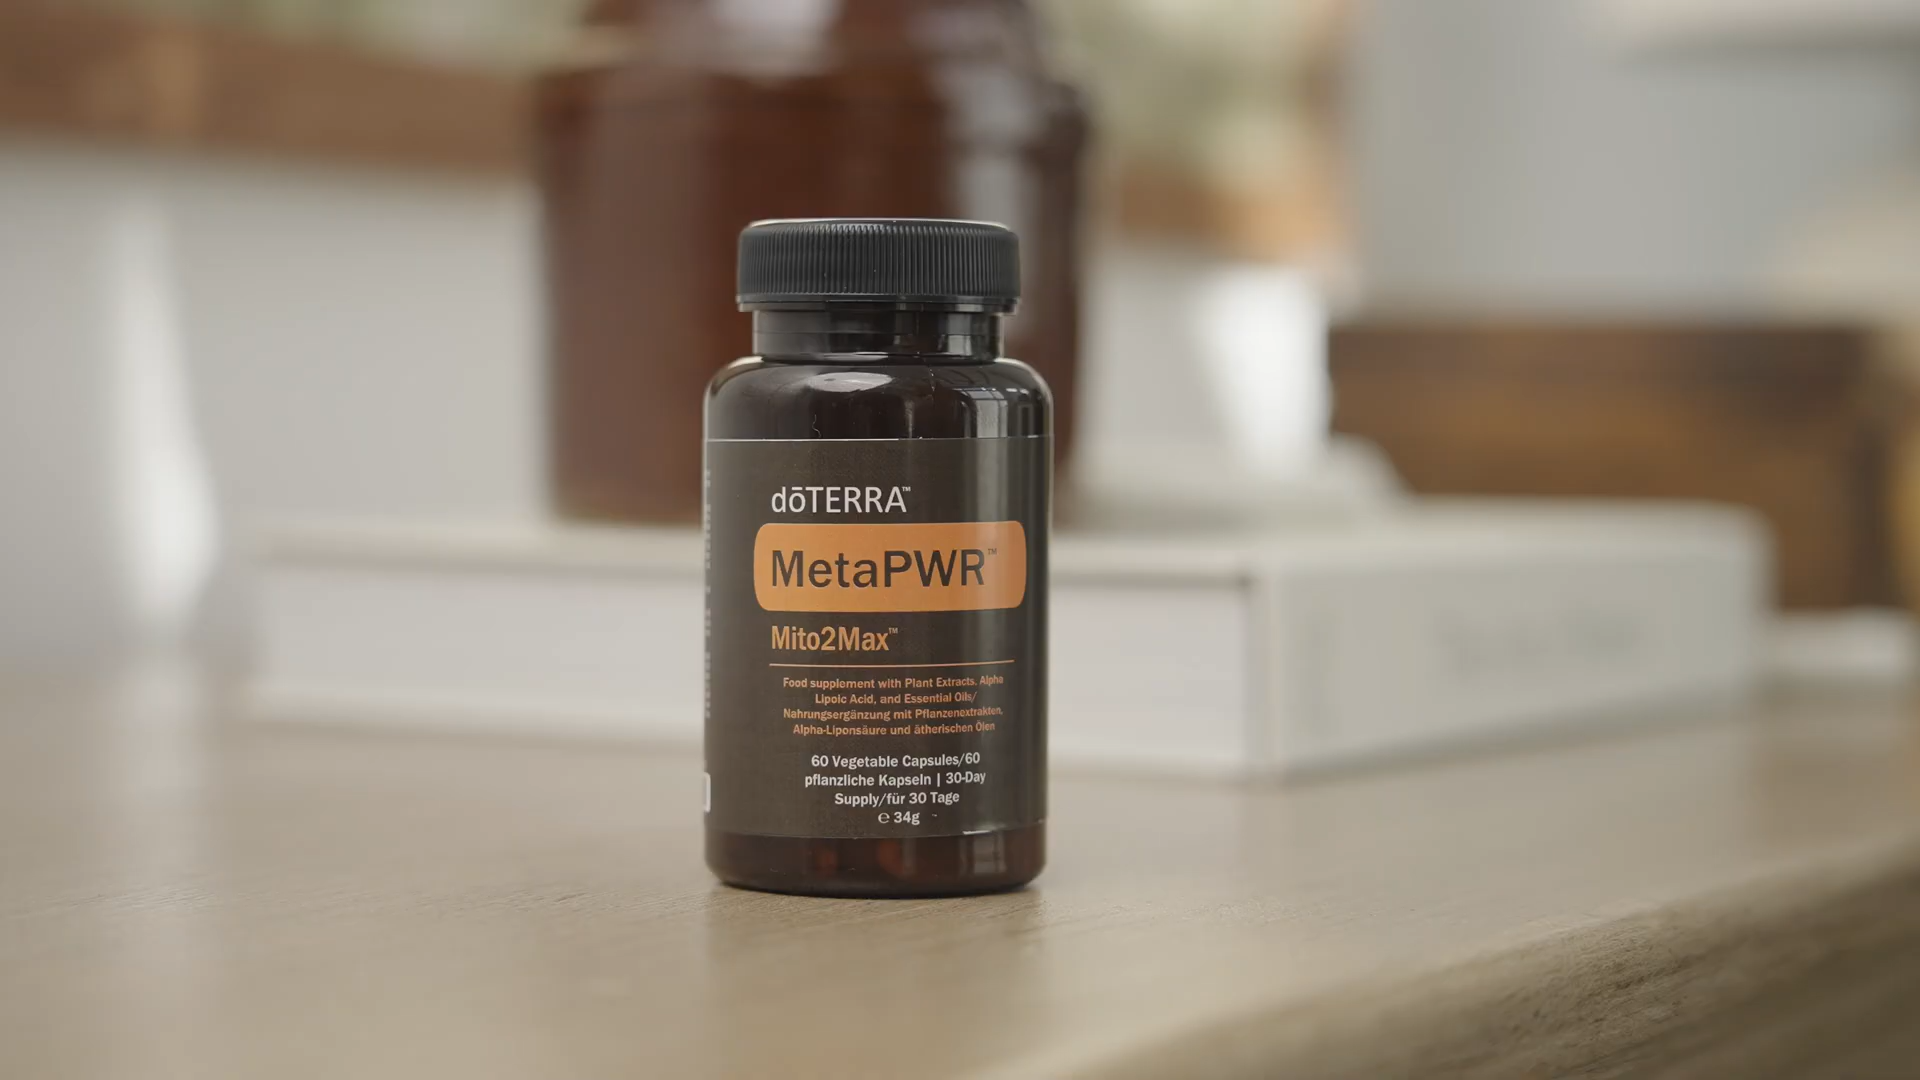 dōTERRA™
MetaPWR™
Mito2Max™
Food supplement with Plant Extracts, Alpha
Lipoic Acid, and Essential Oils/
Nahrungsergänzung mit Pflanzenextrakten,
Alpha-Liponsäure und ätherischen Ölen
60 Vegetable Capsules/60
pflanzliche Kapseln | 30-Day
Supply/für 30 Tage
℮ 34g